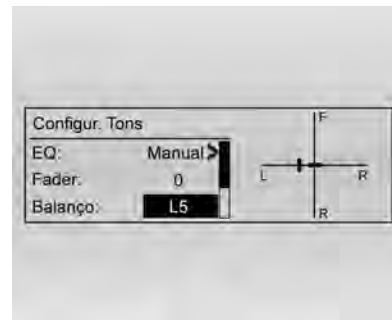 Configur. Tons
EQ: Manual
Fader: 0
Balanço: L5
F
L R
R